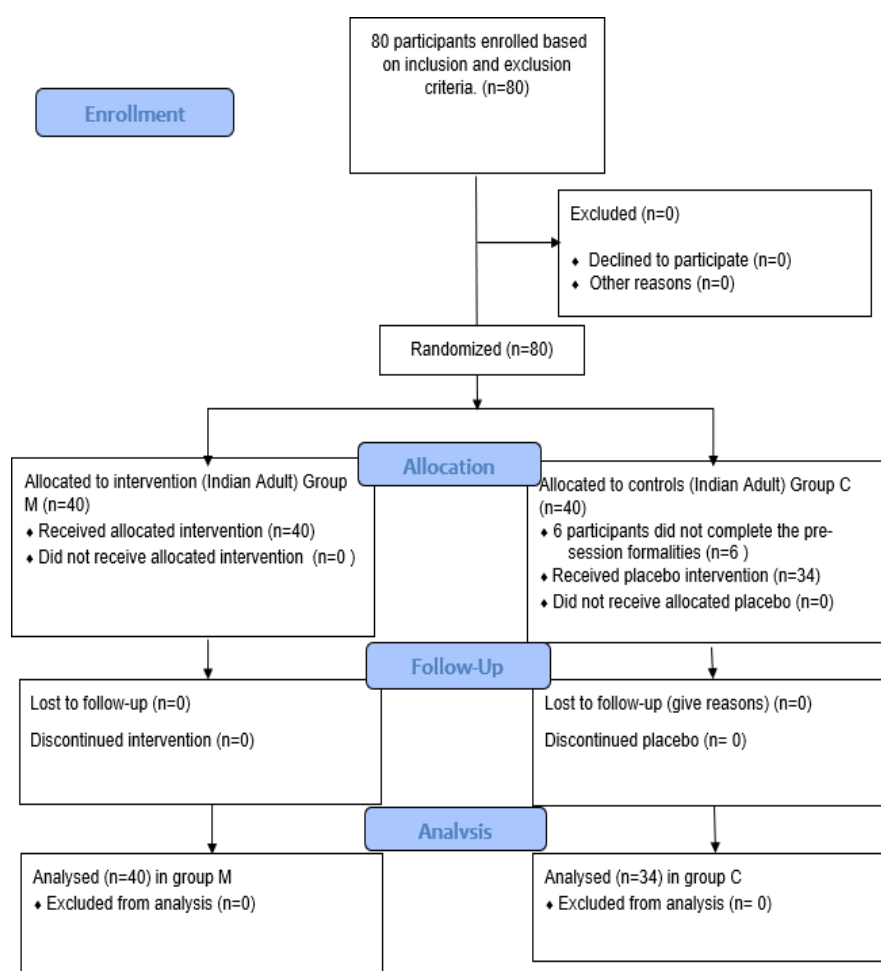 80 participants enrolled based
on inclusion and exclusion
criteria. (n=80)
Enrollment
Excluded (n=0)
♦ Declined to participate (n=0)
♦ Other reasons (n=0)
Randomized (n=80)
Allocation
Allocated to intervention (Indian Adult) Group
M (n=40)
♦ Received allocated intervention (n=40)
♦ Did not receive allocated intervention (n=0 )
Allocated to controls (Indian Adult) Group C
(n=40)
♦ 6 participants did not complete the pre-
session formalities (n=6 )
♦ Received placebo intervention (n=34)
♦ Did not receive allocated placebo (n=0)
Follow-Up
Lost to follow-up (n=0)
Discontinued intervention (n=0)
Lost to follow-up (give reasons) (n=0)
Discontinued placebo (n= 0)
Analysis
Analysed (n=40) in group M
♦ Excluded from analysis (n=0)
Analysed (n=34) in group C
♦ Excluded from analysis (n= 0)